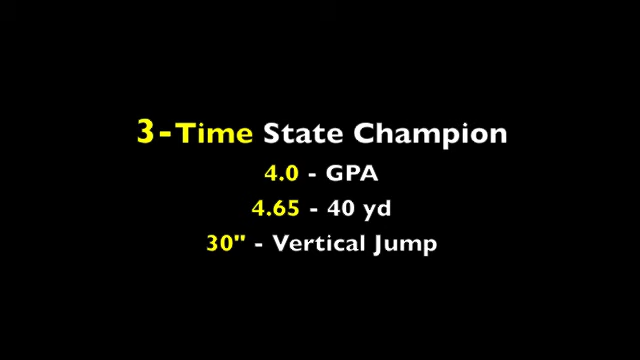 3-Time State Champion
4.0 - GPA
4.65 - 40 yd
30" - Vertical Jump